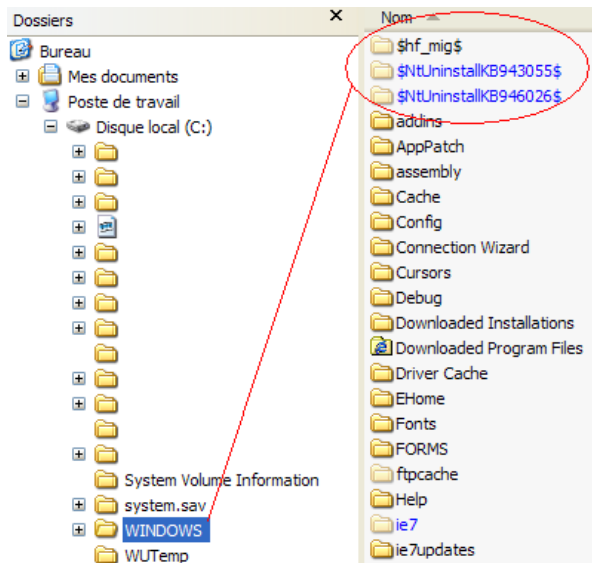 Dossiers
Bureau
Mes documents
Poste de travail
Disque local (C:)
System Volume Information
system.sav
WINDOWS
WUTemp
Nom
$hf_mig$
$NtUninstallKB943055$
$NtUninstallKB946026$
addins
AppPatch
assembly
Cache
Config
Connection Wizard
Cursors
Debug
Downloaded Installations
Downloaded Program Files
Driver Cache
EHome
Fonts
FORMS
ftpcache
Help
ie7
ie7updates